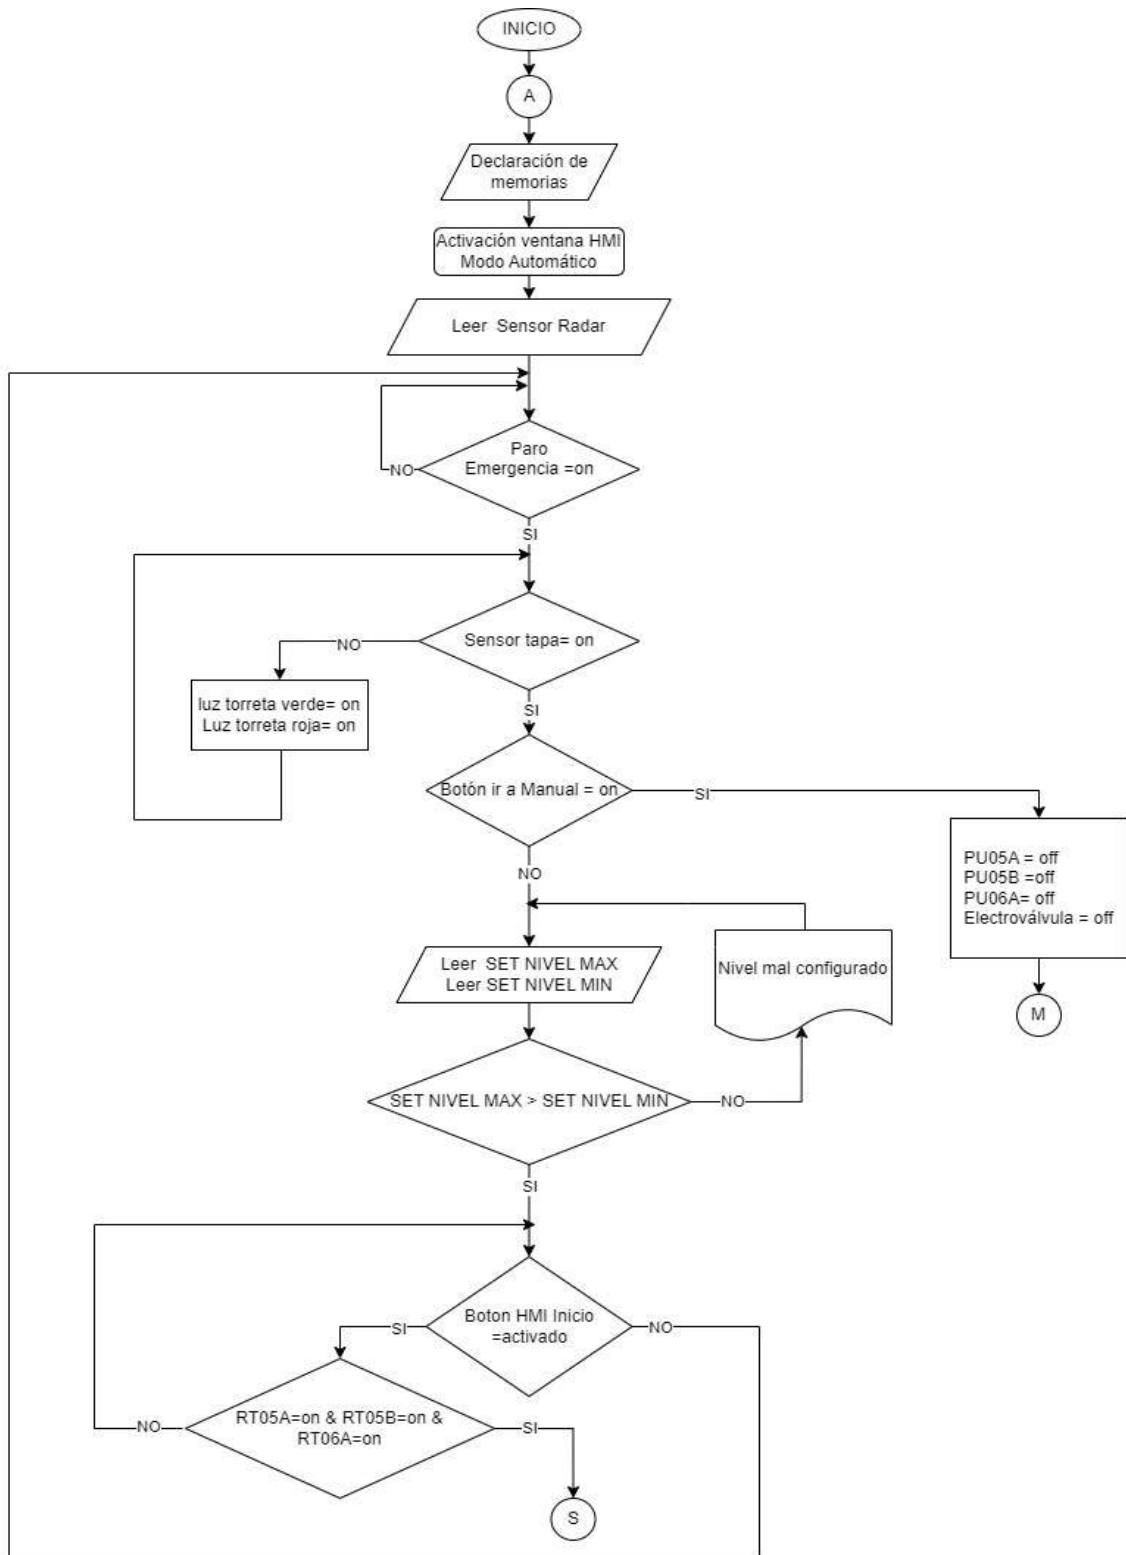 INICIO
A
Declaración de
memorias
Activación ventana HMI
Modo Automático
Leer Sensor Radar
Paro
Emergencia =on
NO
SI
Sensor tapa= on
NO
luz torreta verde= on
Luz torreta roja= on
SI
Botón ir a Manual = on
SI
PU05A = off
PU05B =off
PU06A= off
Electroválvula = off
M
NO
Leer SET NIVEL MAX
Leer SET NIVEL MIN
Nivel mal configurado
SET NIVEL MAX > SET NIVEL MIN
NO
SI
Boton HMI Inicio
=activado
SI
NO
RT05A=on & RT05B=on &
RT06A=on
NO
SI
S